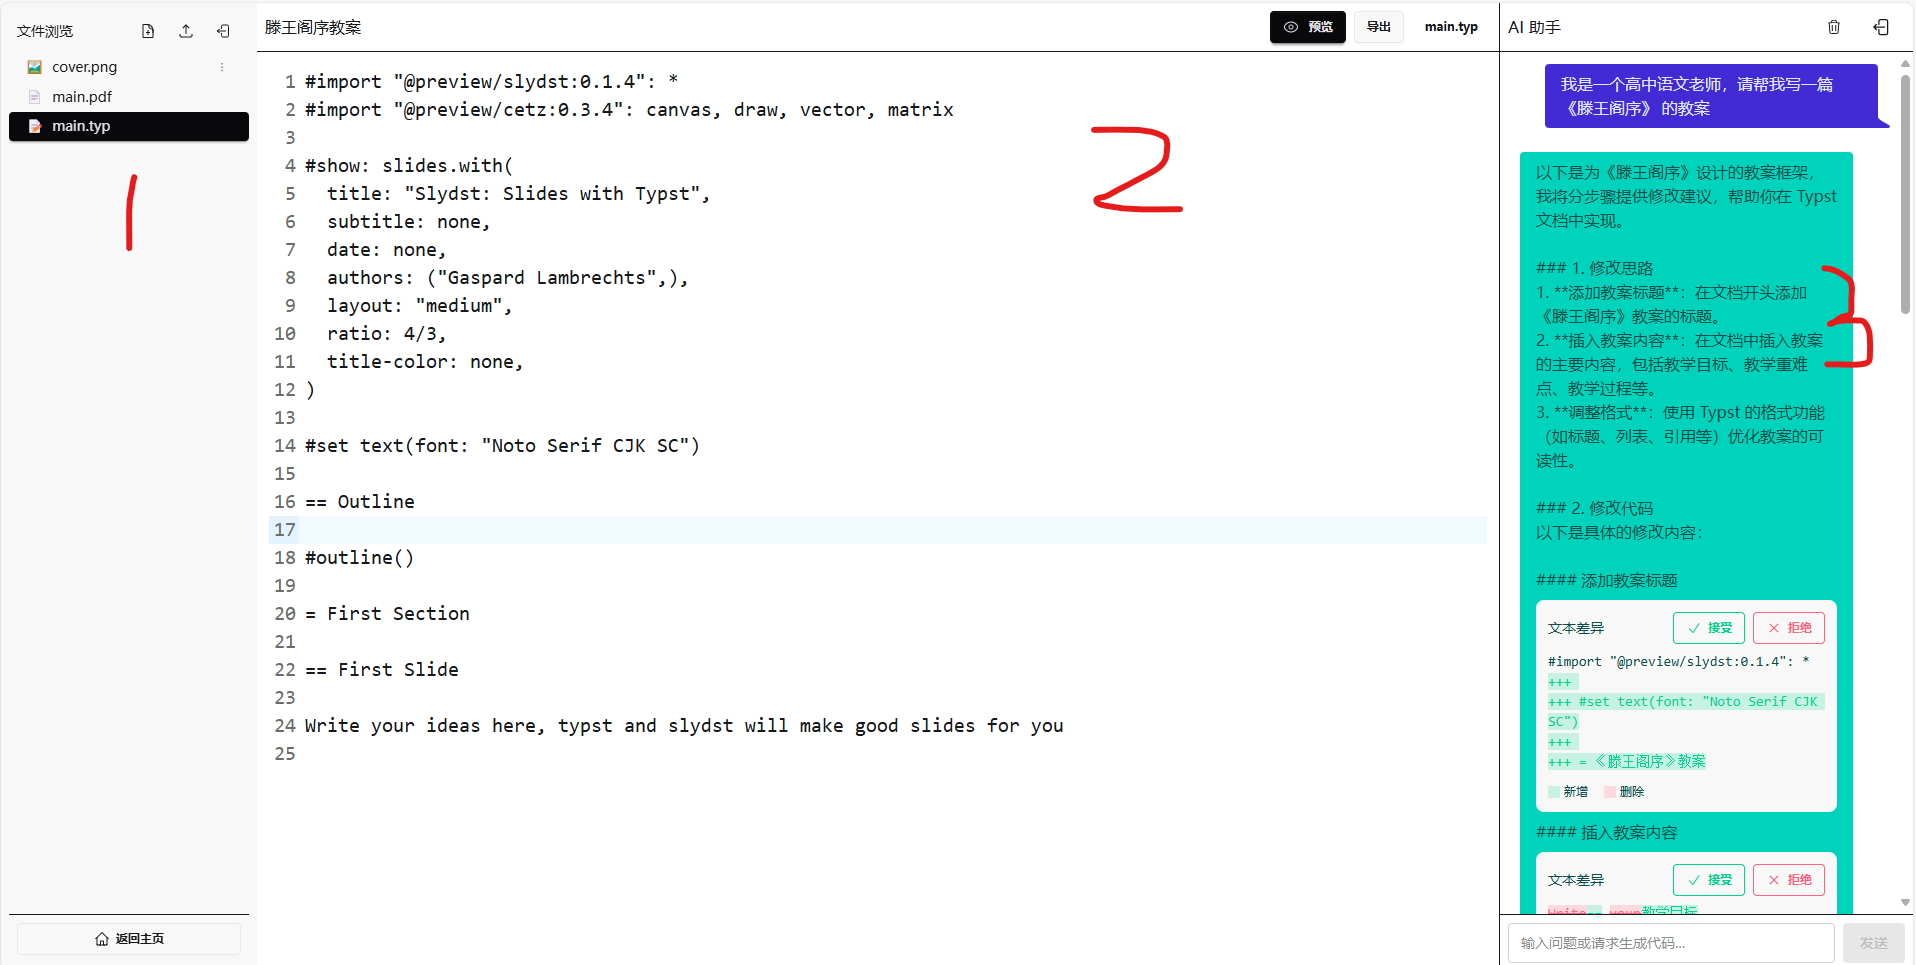 文件浏览
cover.png
main.pdf
main.typ
1
返回主页
滕王阁序教案
预览
导出
main.typ
2
1 #import "@preview/slydst:0.1.4": *
2 #import "@preview/cetz:0.3.4": canvas, draw, vector, matrix
3
4 #show: slides.with(
5   title: "Slydst: Slides with Typst",
6   subtitle: none,
7   date: none,
8   authors: ("Gaspard Lambrechts",),
9   layout: "medium",
10   ratio: 4/3,
11   title-color: none,
12 )
13
14 #set text(font: "Noto Serif CJK SC")
15
16 == Outline
17
18 #outline()
19
20 = First Section
21
22 == First Slide
23
24 Write your ideas here, typst and slydst will make good slides for you
25
AI 助手
我是一个高中语文老师，请帮我写一篇
《滕王阁序》 的教案
3
以下是为《滕王阁序》设计的教案框架，
我将分步骤提供修改建议，帮助你在 Typst
文档中实现。
### 1. 修改思路
1. **添加教案标题**：在文档开头添加
《滕王阁序》教案的标题。
2. **插入教案内容**：在文档中插入教案
的主要内容，包括教学目标、教学重难
点、教学过程等。
3. **调整格式**：使用 Typst 的格式功能
（如标题、列表、引用等）优化教案的可
读性。
### 2. 修改代码
以下是具体的修改内容：
#### 添加教案标题
文本差异
接受
拒绝
#import "@preview/slydst:0.1.4": *
+++
+++ #set text(font: "Noto Serif CJK
SC")
+++
+++ = 《滕王阁序》教案
新增
删除
#### 插入教案内容
文本差异
接受
拒绝
输入问题或请求生成代码...
发送